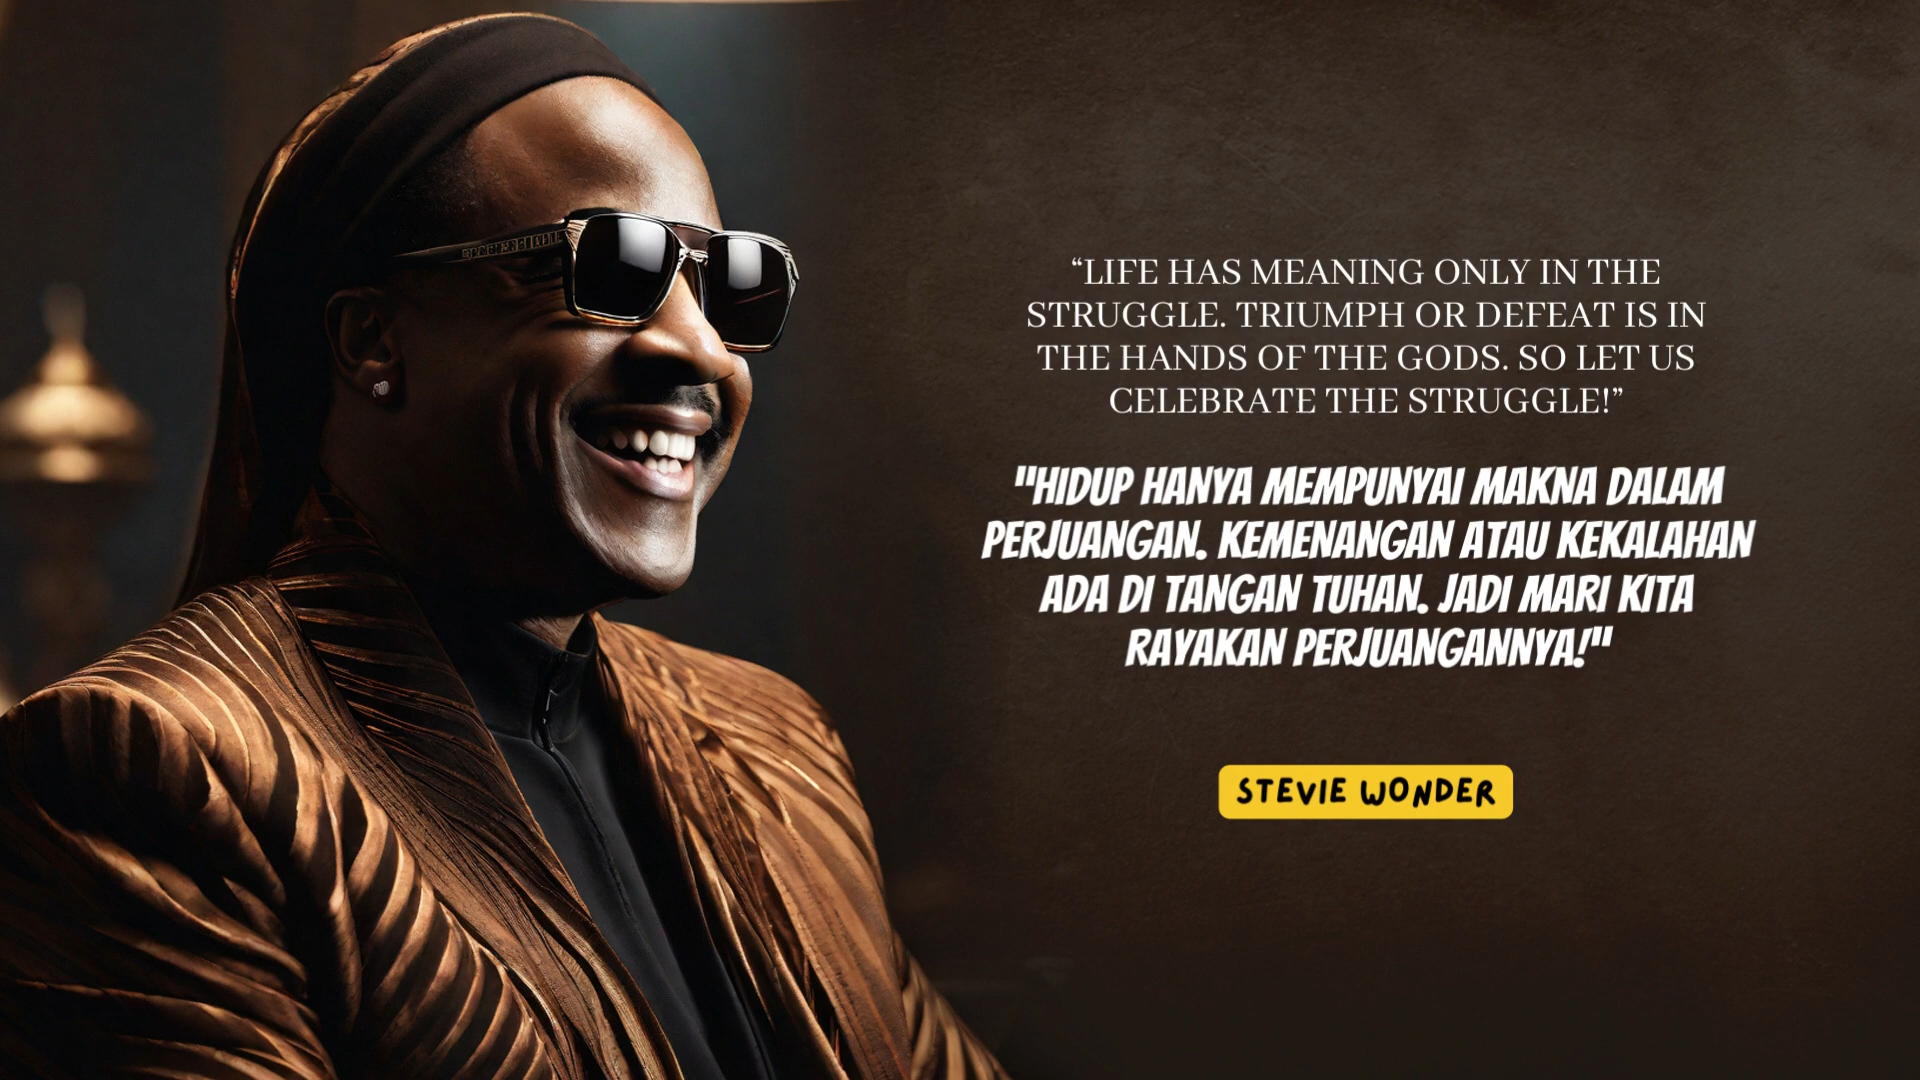 “LIFE HAS MEANING ONLY IN THE
STRUGGLE. TRIUMPH OR DEFEAT IS IN
THE HANDS OF THE GODS. SO LET US
CELEBRATE THE STRUGGLE!”
"HIDUP HANYA MEMPUNYAI MAKNA DALAM
PERJUANGAN. KEMENANGAN ATAU KEKALAHAN
ADA DI TANGAN TUHAN. JADI MARI KITA
RAYAKAN PERJUANGANNYA!"
STEVIE WONDER